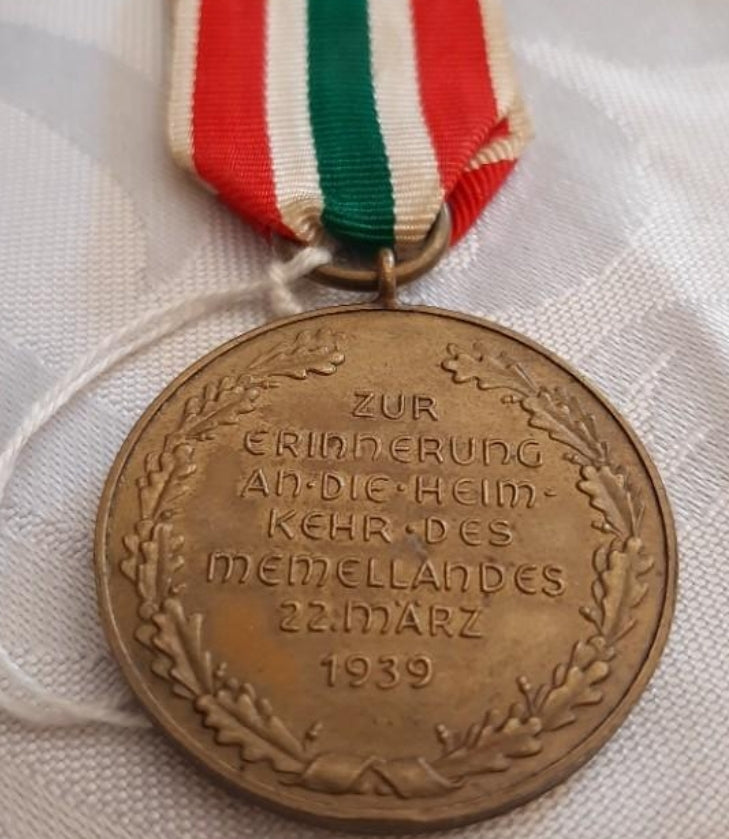 ZUR
ERINNERUNG
AN·DIE·HEIM-
KEHR·DES
MEMELLANDES
22.MÄRZ
1939